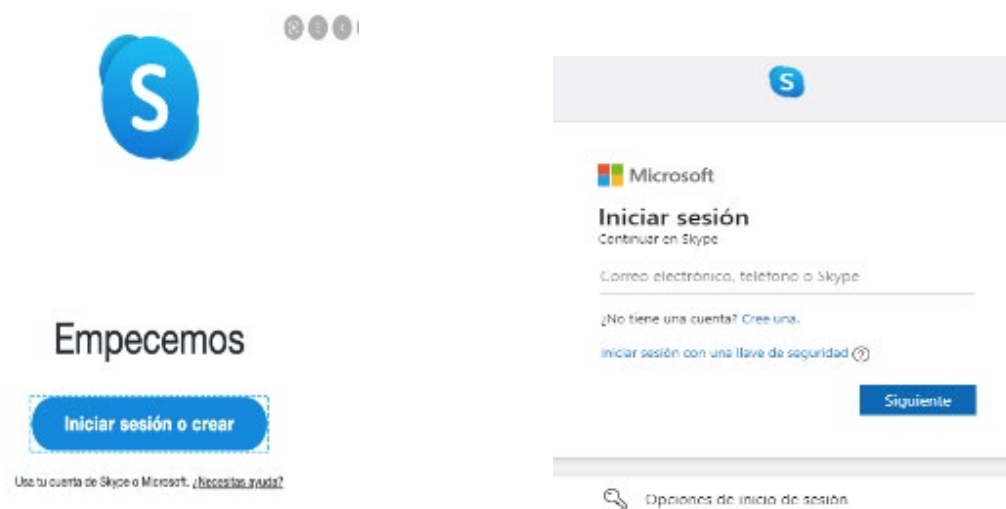 S
Empecemos
Iniciar sesión o crear
Usa tu cuenta de Skype o Microsoft. ¿Necesitas ayuda?
S
Microsoft
Iniciar sesión
Continuar en Skype
Correo electrónico, teléfono o Skype
¿No tiene una cuenta? Cree una.
Iniciar sesión con una llave de seguridad
Siguiente
Opciones de inicio de sesión